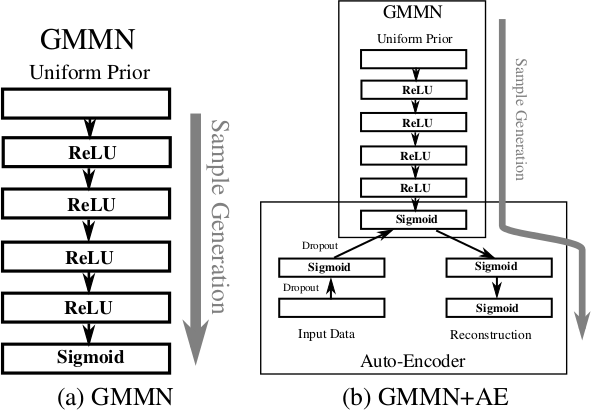 GMMN
Uniform Prior
ReLU
ReLU
ReLU
ReLU
Sigmoid
Sample Generation
(a) GMMN
GMMN
Uniform Prior
ReLU
ReLU
ReLU
ReLU
Sigmoid
Sample Generation
Dropout
Sigmoid
Sigmoid
Dropout
Sigmoid
Input Data
Reconstruction
Auto-Encoder
(b) GMMN+AE